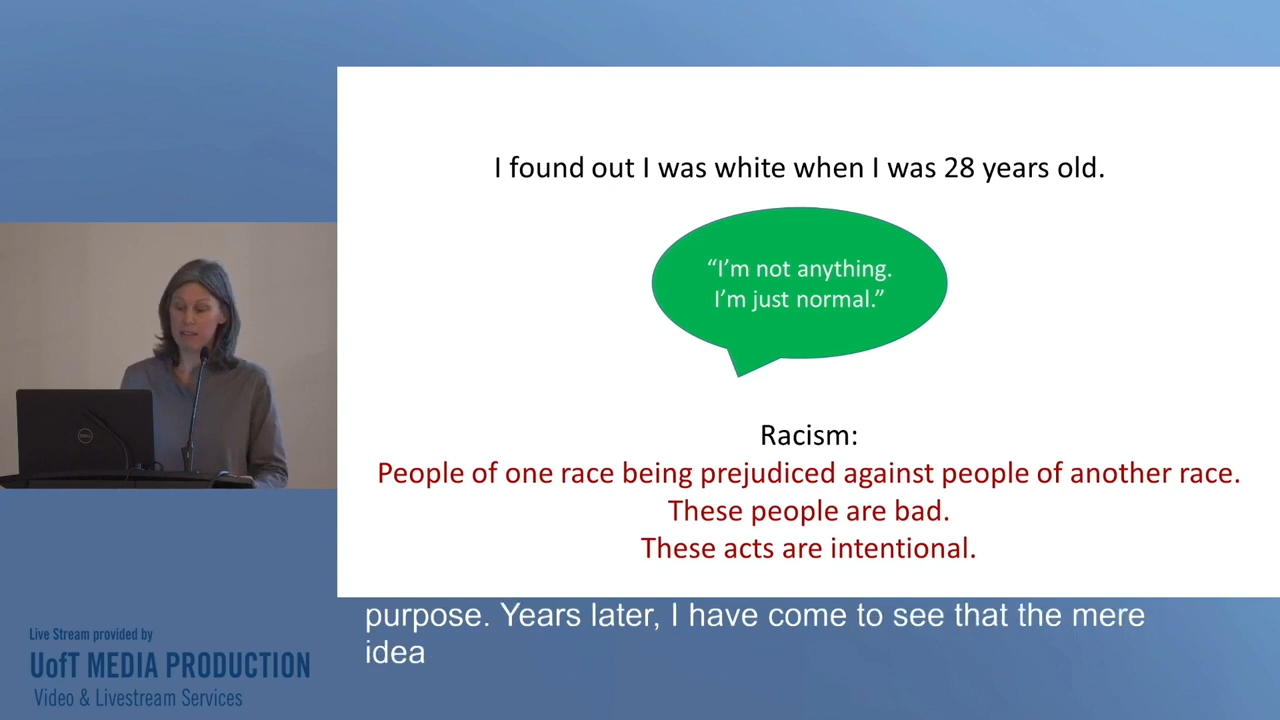 I found out I was white when I was 28 years old.
“I’m not anything.
I’m just normal.”
Racism:
People of one race being prejudiced against people of another race.
These people are bad.
These acts are intentional.
purpose. Years later, I have come to see that the mere
idea
DELL
Live Stream provided by
UofT MEDIA PRODUCTION
Video & Livestream Services